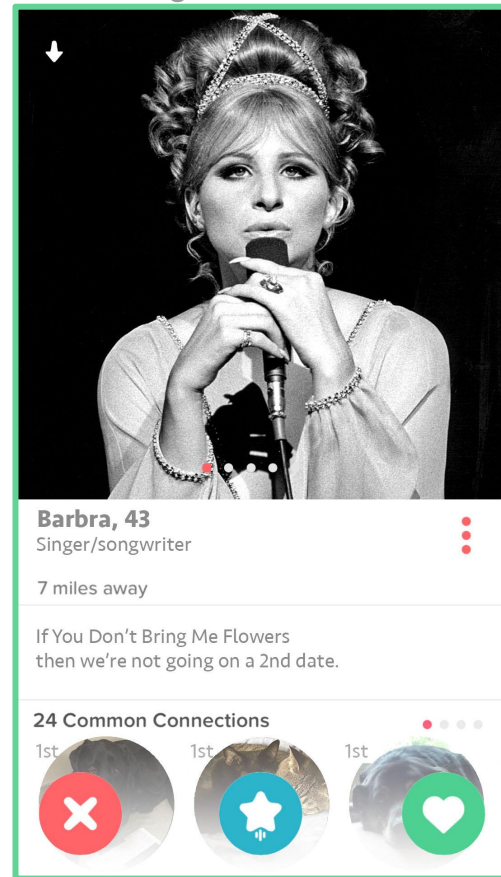 Barbra, 43
Singer/songwriter
7 miles away
If You Don't Bring Me Flowers
then we're not going on a 2nd date.
24 Common Connections
1st 1st 1st